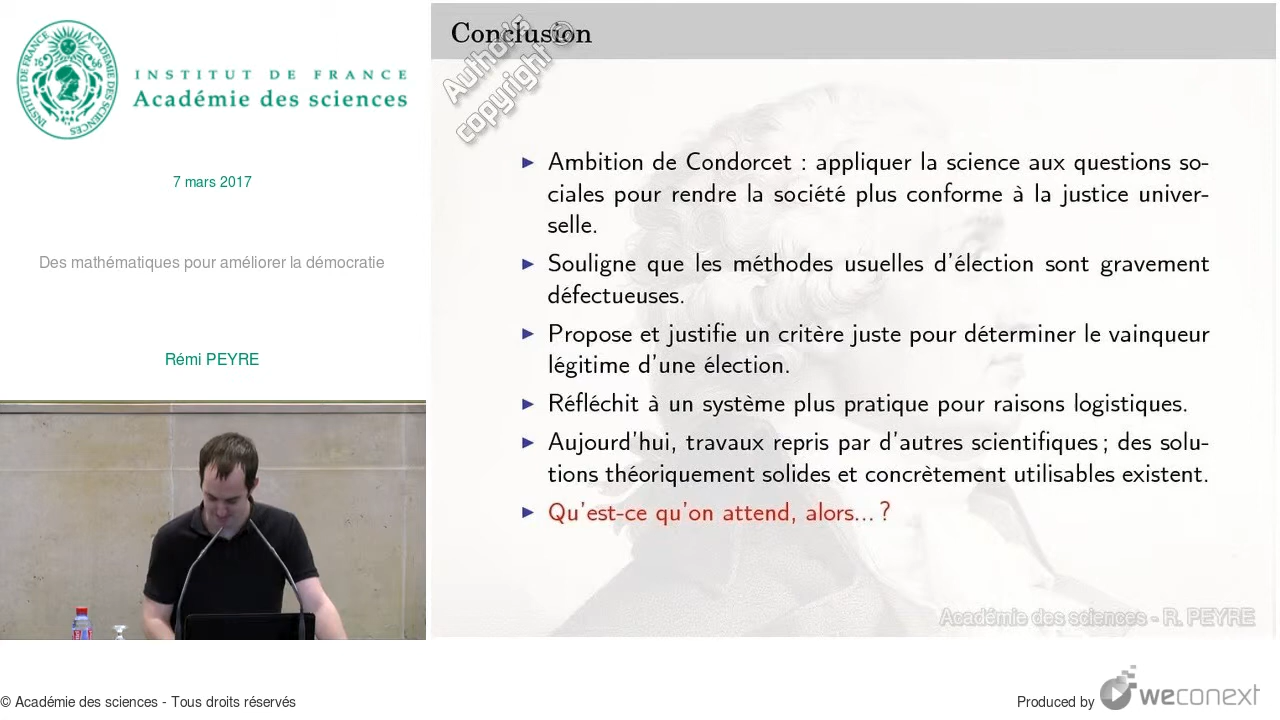 INSTITUT DE FRANCE
Académie des sciences
7 mars 2017
Des mathématiques pour améliorer la démocratie
Rémi PEYRE
Conclusion
Author's
copyright ©
Ambition de Condorcet : appliquer la science aux questions so-
ciales pour rendre la société plus conforme à la justice univer-
selle.
Souligne que les méthodes usuelles d'élection sont gravement
défectueuses.
Propose et justifie un critère juste pour déterminer le vainqueur
légitime d'une élection.
Réfléchit à un système plus pratique pour raisons logistiques.
Aujourd'hui, travaux repris par d'autres scientifiques ; des solu-
tions théoriquement solides et concrètement utilisables existent.
Qu'est-ce qu'on attend, alors... ?
Académie des sciences - R. PEYRE
© Académie des sciences - Tous droits réservés
Produced by weconext